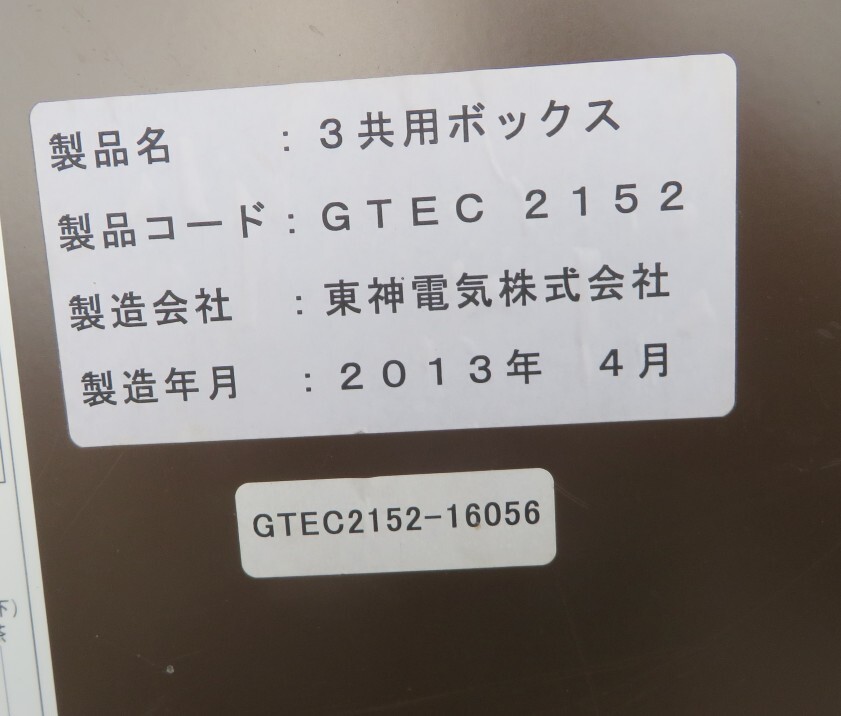 製品名　　：３共用ボックス
製品コード：ＧＴＥＣ ２１５２
製造会社　：東神電気株式会社
製造年月　：２０１３年　４月
GTEC2152-16056